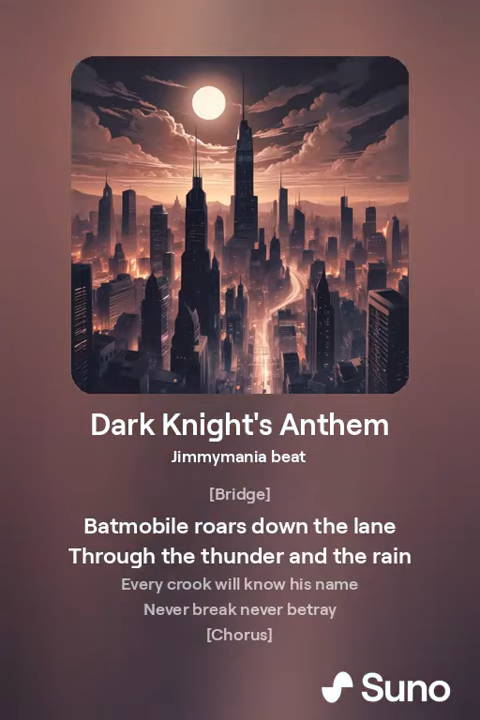 Dark Knight's Anthem
Jimmymania beat
[Bridge]
Batmobile roars down the lane
Through the thunder and the rain
Every crook will know his name
Never break never betray
[Chorus]
Suno